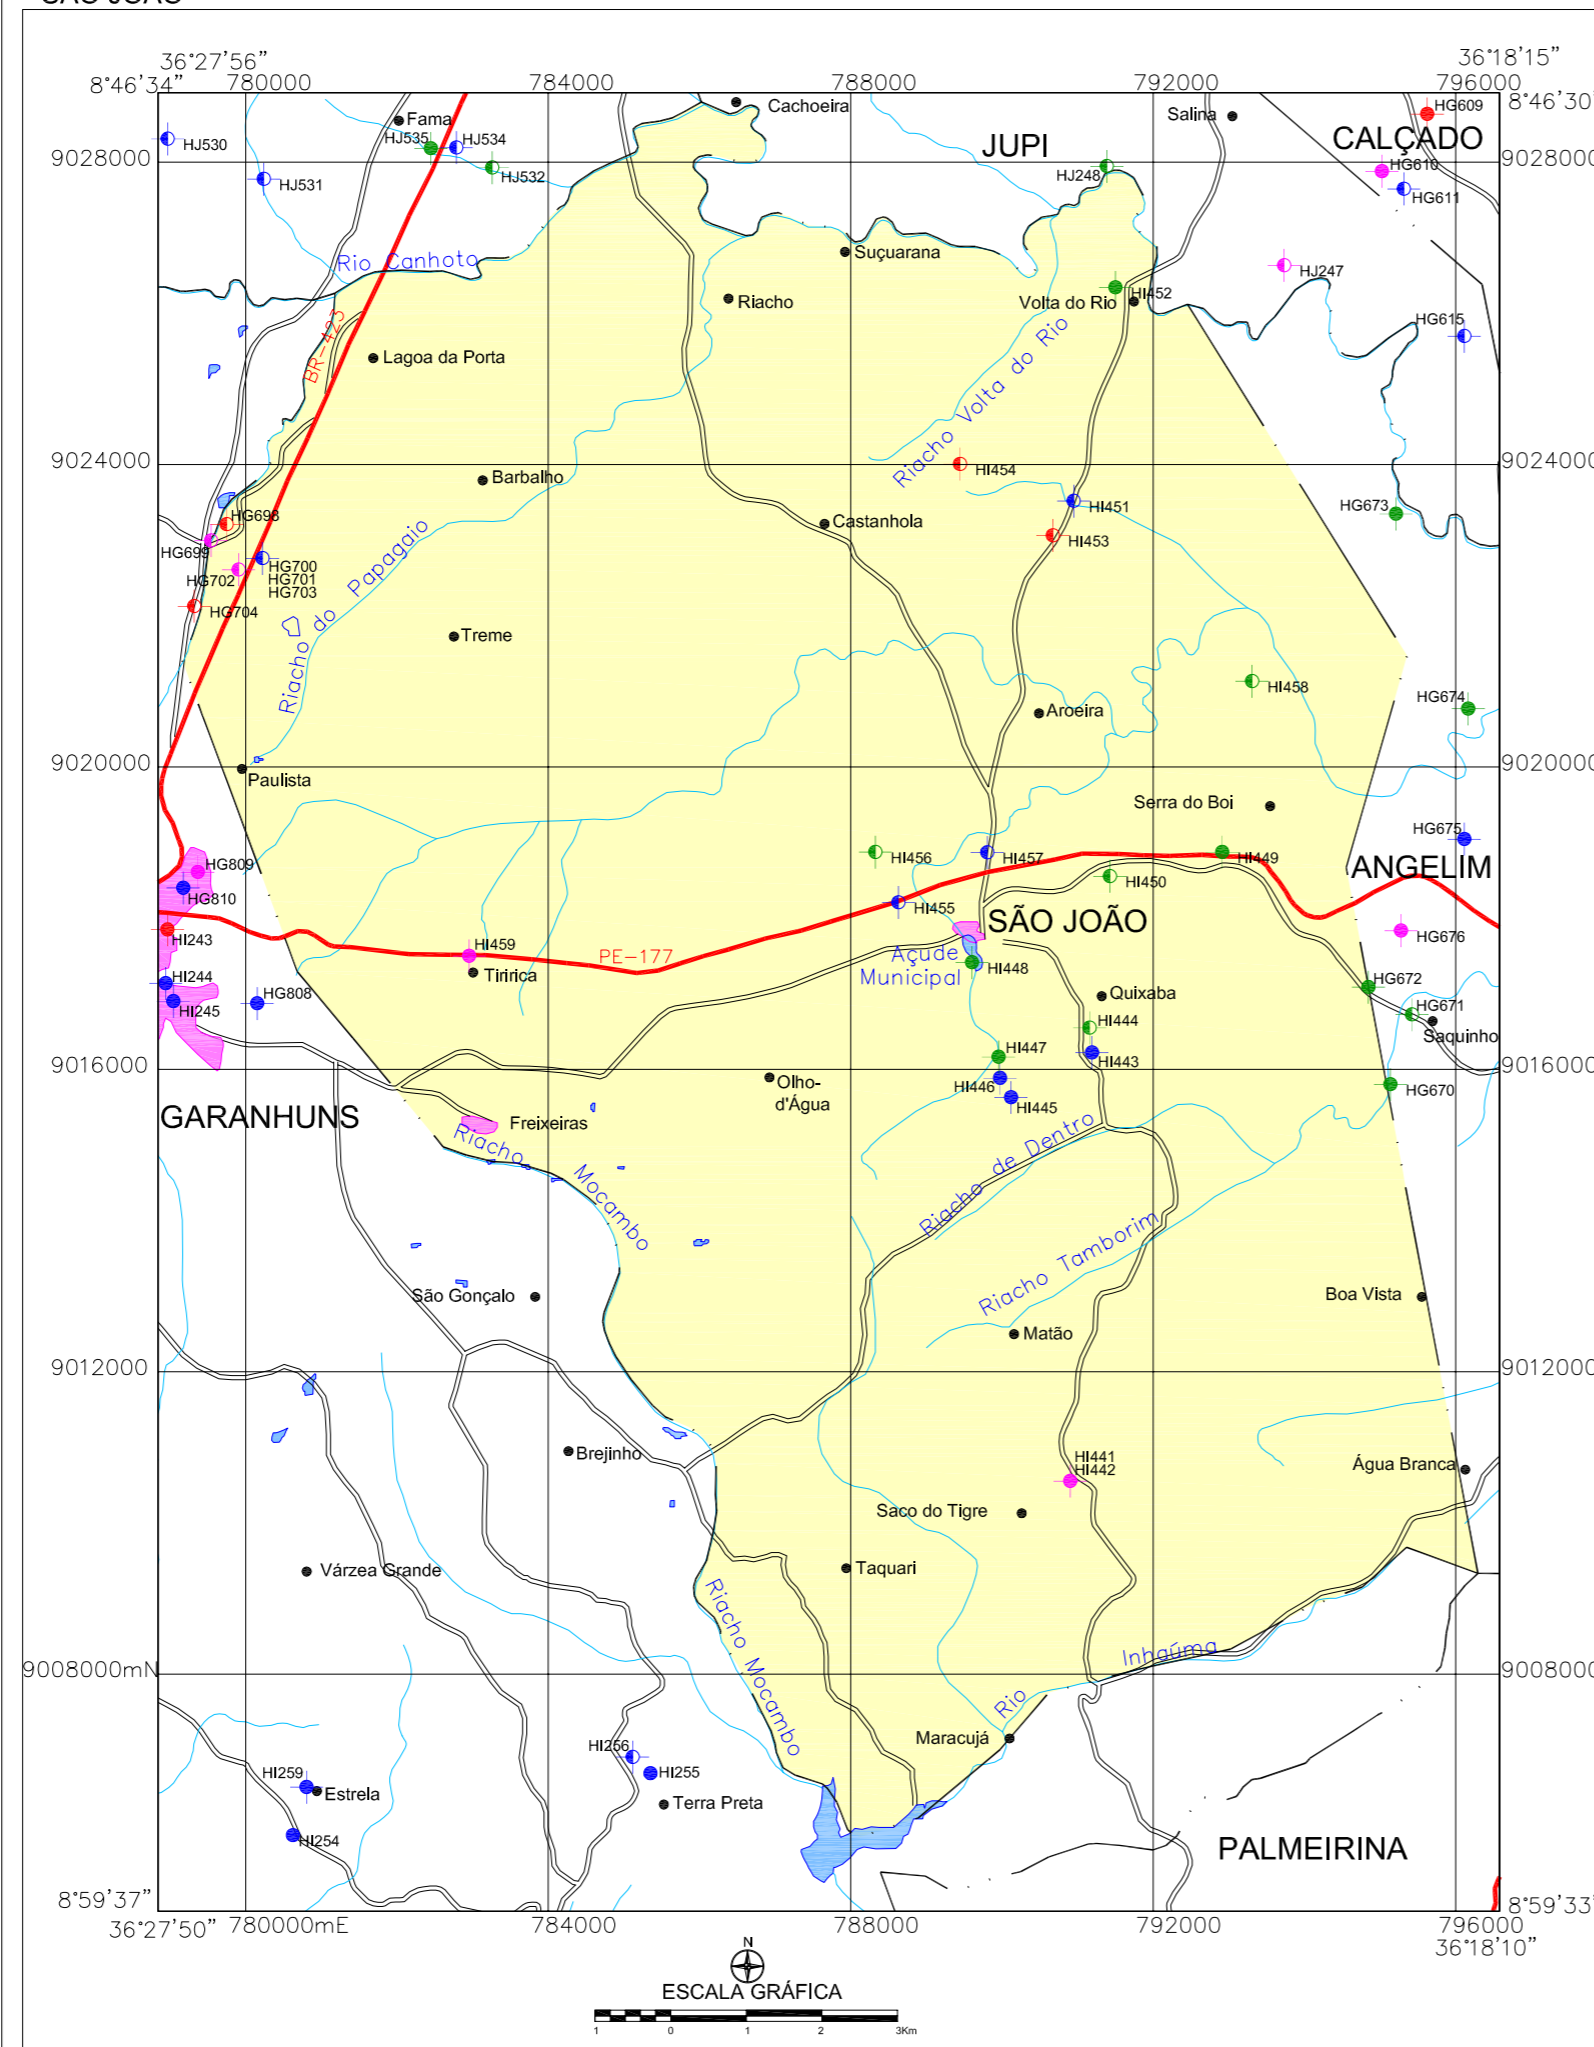 SÃO JOÃO
36°27'56"
36°18'15"
8°46'34"
780000
784000
788000
792000
796000
8°46'30
Cachoeira
Salina
HG609
Fama
HJ530
HJ535
HJ534
JUPI
CALÇADO
9028000
9028000
HJ531
HJ532
HJ248
HG610
HG611
Rio Canhoto
Suçuarana
HJ247
Riacho
Volta do Rio
HI452
HG615
BR-423
Lagoa da Porta
Riacho Volta do Rio
9024000
9024000
Barbalho
HI454
HI451
HG673
HG698
Castanhola
HI453
HG699
HG702
HG700
HG701
HG703
HG704
Riacho do Papagaio
Treme
HI458
HG674
Aroeira
9020000
9020000
Paulista
Serra do Boi
HG675
HG809
HG810
HI456
HI457
HI449
HI450
ANGELIM
HI455
SÃO JOÃO
HI243
HI459
PE-177
HG676
Açude
Municipal
HI448
Tiririca
HI244
HI245
HG808
Quixaba
HG672
HG671
HI444
Saquinho
HI447
HI443
9016000
9016000
HI446
HI445
Olho-
d'Água
HG670
GARANHUNS
Freixeiras
Riacho Mocambo
Riacho de Dentro
Riacho Tamborim
São Gonçalo
Boa Vista
Matão
9012000
9012000
Brejinho
HI441
HI442
Água Branca
Saco do Tigre
Várzea Grande
Taquari
Riacho Mocambo
Rio Inhaúma
9008000mN
9008000
Maracujá
HI256
HI255
HI259
Estrela
Terra Preta
HI254
PALMEIRINA
8°59'37"
8°59'33"
36°27'50"
780000mE
784000
788000
792000
796000
36°18'10"
N
ESCALA GRÁFICA
1 0 1 2 3Km